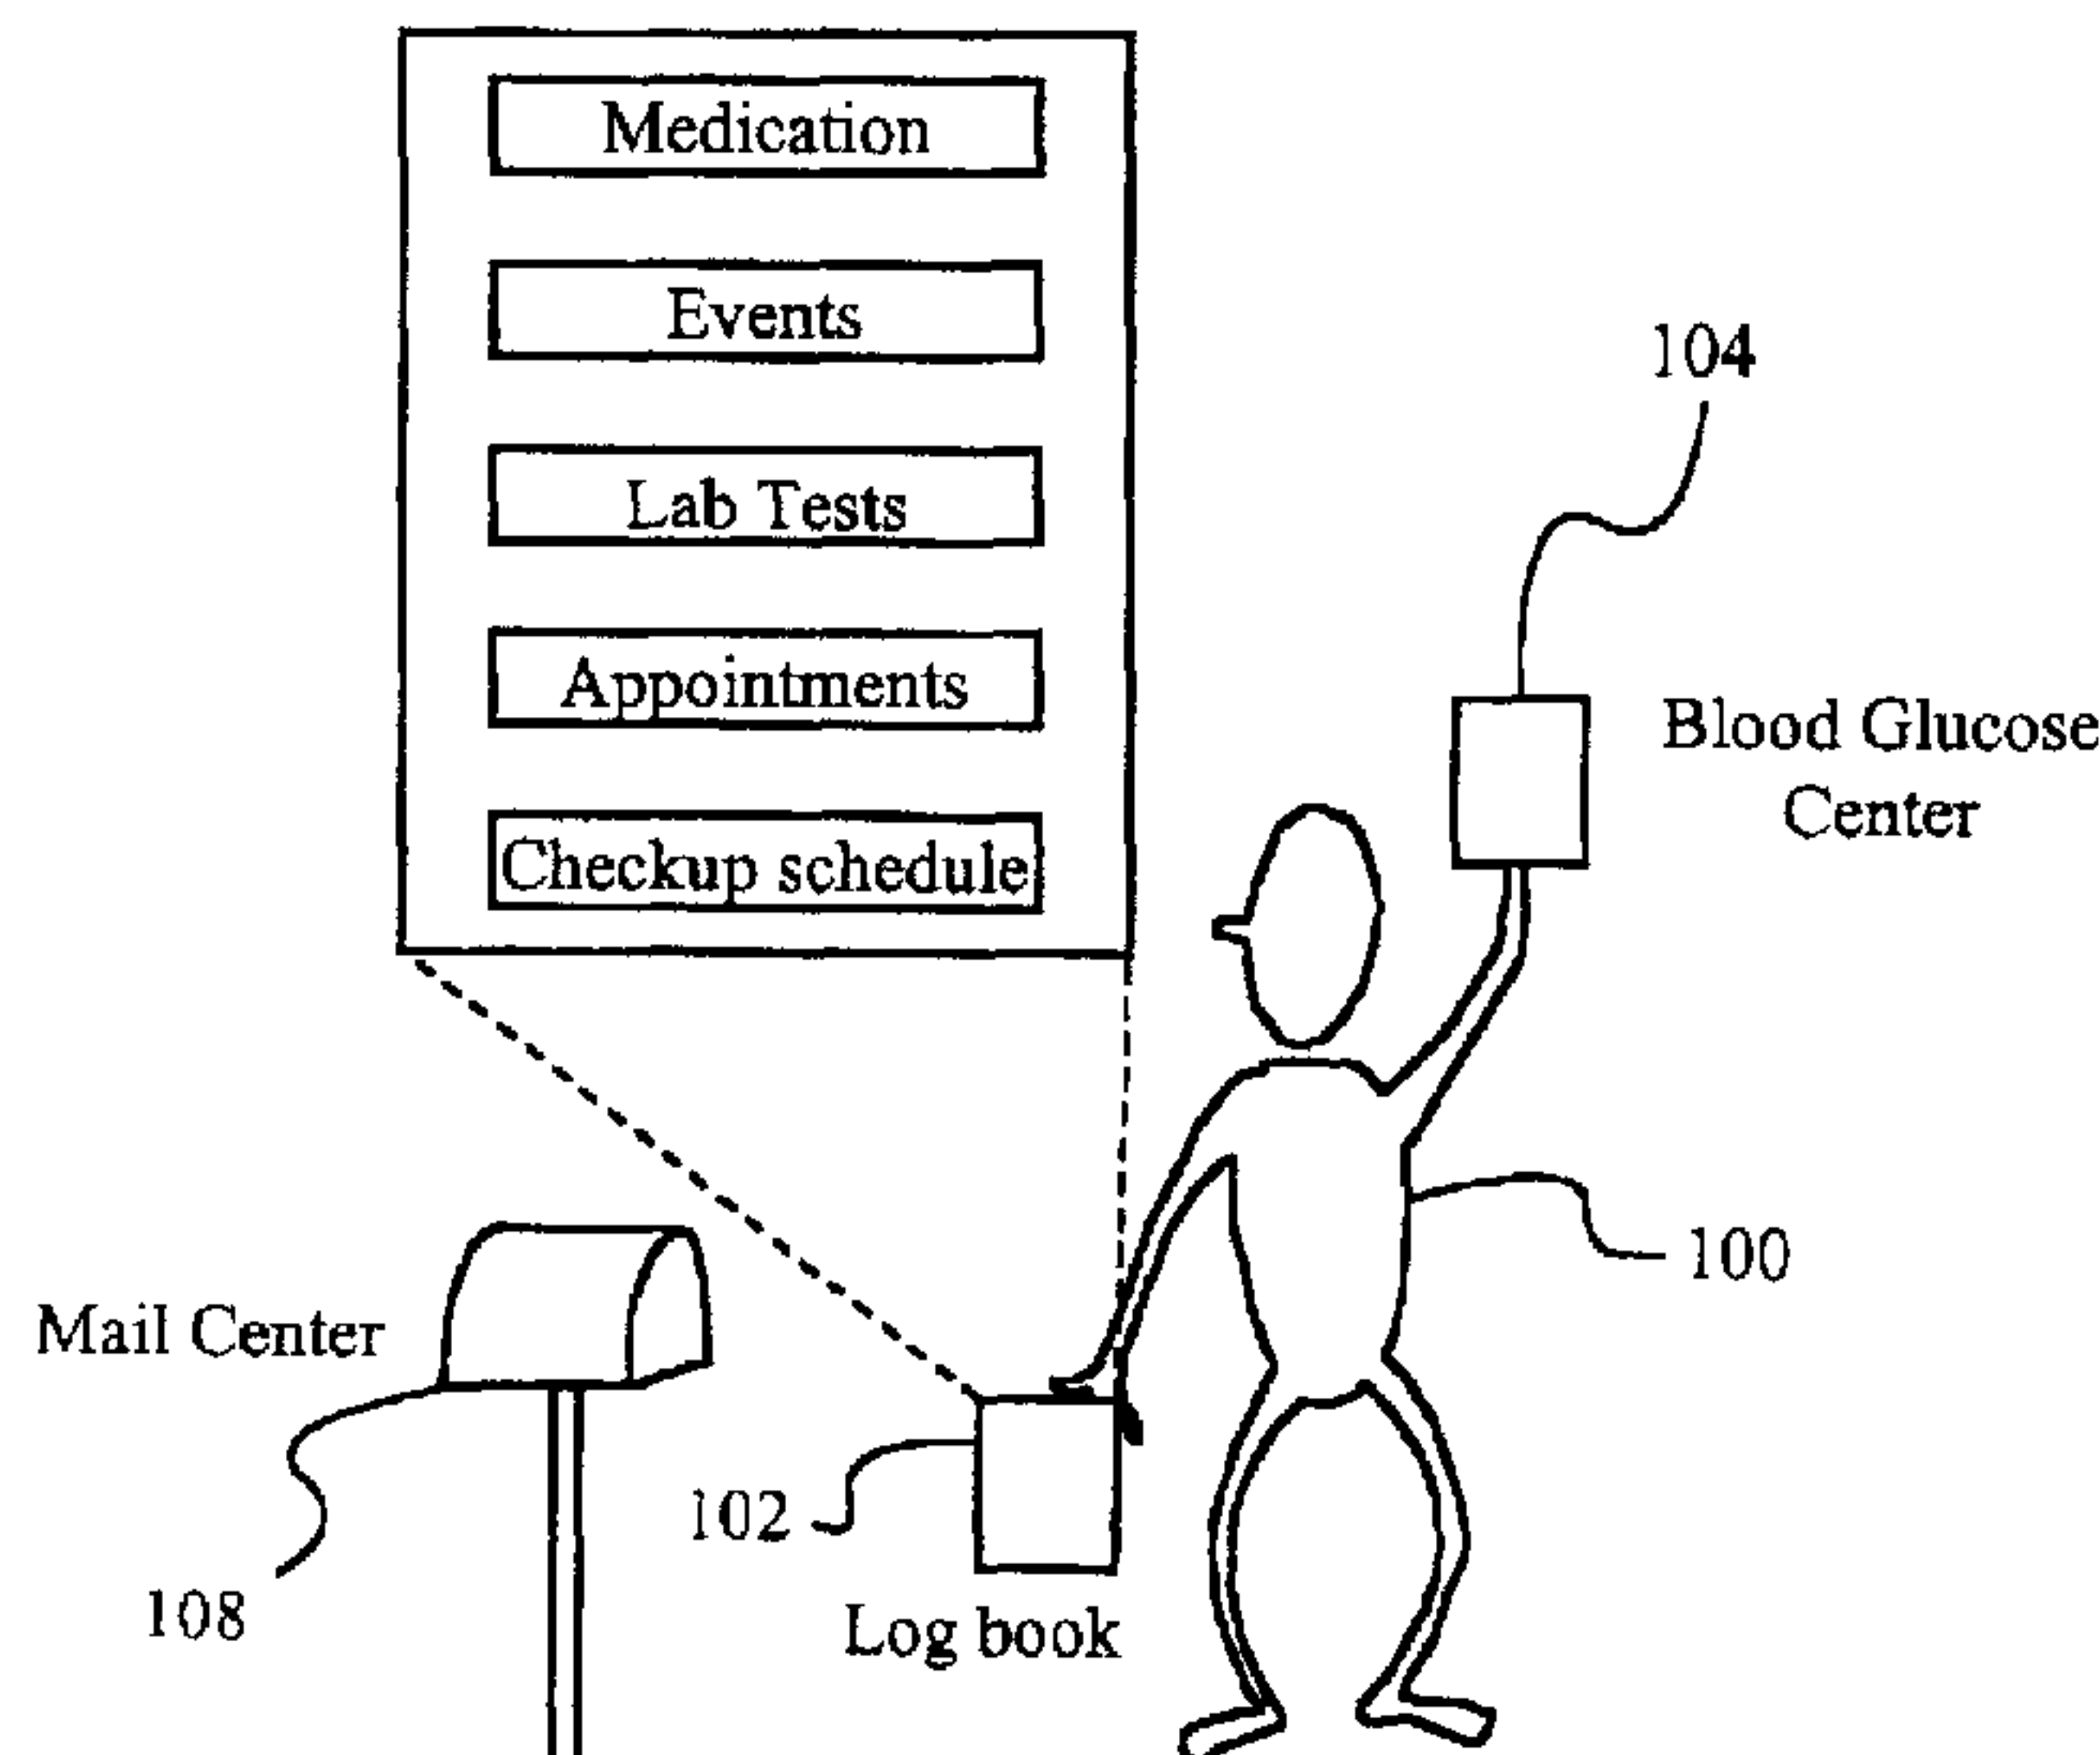 Medication
Events
Lab Tests
Appointments
Checkup schedule
104
Blood Glucose
Center
100
Mail Center
102
108
Log book